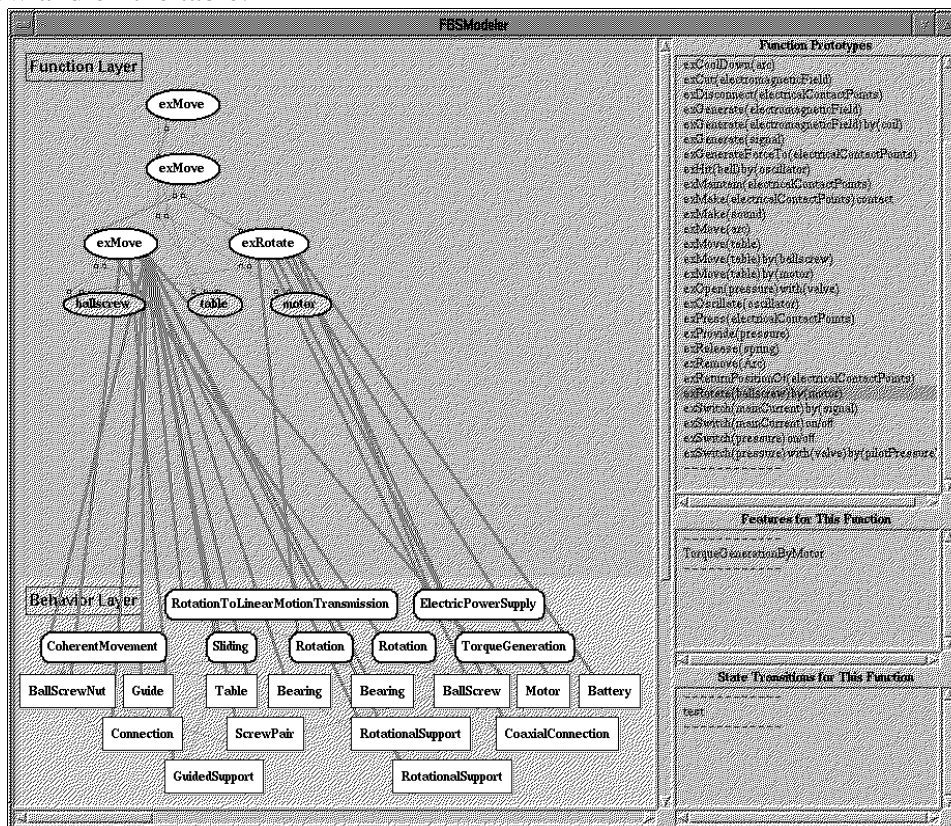 FBSModeler
Function Layer
exMove
exMove
exMove
exRotate
ballscrew
table
motor
Behavior Layer
RotationToLinearMotionTransmission
ElectricPowerSupply
CoherentMovement
Sliding
Rotation
Rotation
TorqueGeneration
BallScrewNut
Guide
Table
Bearing
Bearing
BallScrew
Motor
Battery
Connection
ScrewPair
RotationalSupport
CoaxialConnection
GuidedSupport
RotationalSupport
Function Prototypes
exCoolDown(arc)
exCut(electromagneticField)
exDisconnect(electricalContactPoints)
exGenerate(electromagneticField)
exGenerate(electromagneticField)by(coil)
exGenerate(signal)
exGenerateForceTo(electricalContactPoints)
exHit(bell)by(oscillator)
exMaintain(electricalContactPoints)
exMake(electricalContactPoints)contact
exMake(sound)
exMove(arc)
exMove(table)
exMove(table)by(ballscrew)
exMove(table)by(motor)
exOpen(pressure)with(valve)
exOscillate(oscillator)
exPress(electricalContactPoints)
exProvide(pressure)
exRelease(spring)
exRemove(Arc)
exReturnPositionOf(electricalContactPoints)
exRotate(ballscrew)by(motor)
exSwitch(mainCurrent)by(signal)
exSwitch(mainCurrent)on/off
exSwitch(pressure)on/off
exSwitch(pressure)with(valve)by(pilotPressure
Features for This Function
TorqueGenerationByMotor
State Transitions for This Function
test